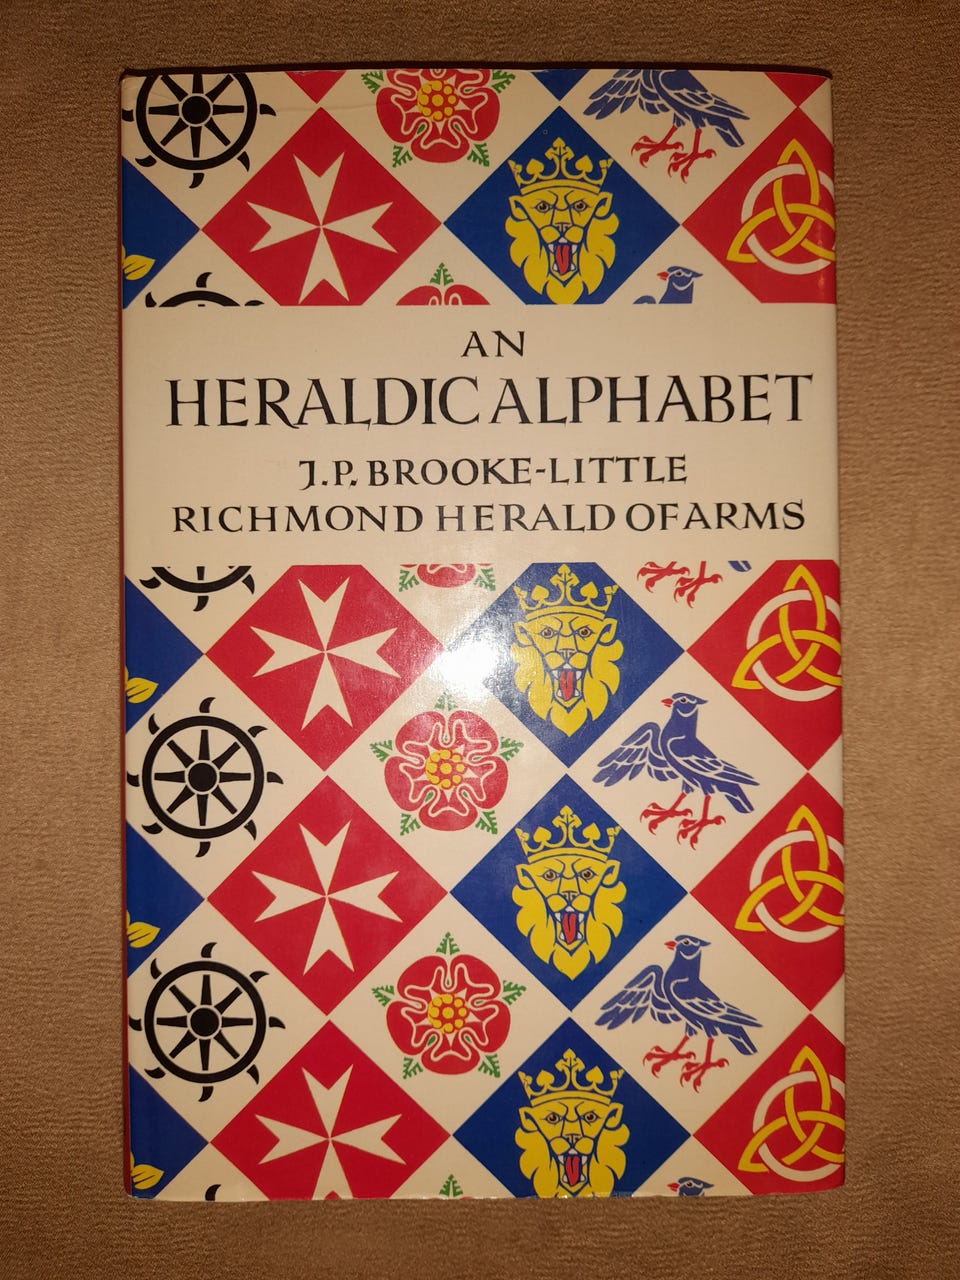 AN
HERALDIC ALPHABET
J.P. BROOKE-LITTLE
RICHMOND HERALD OF ARMS